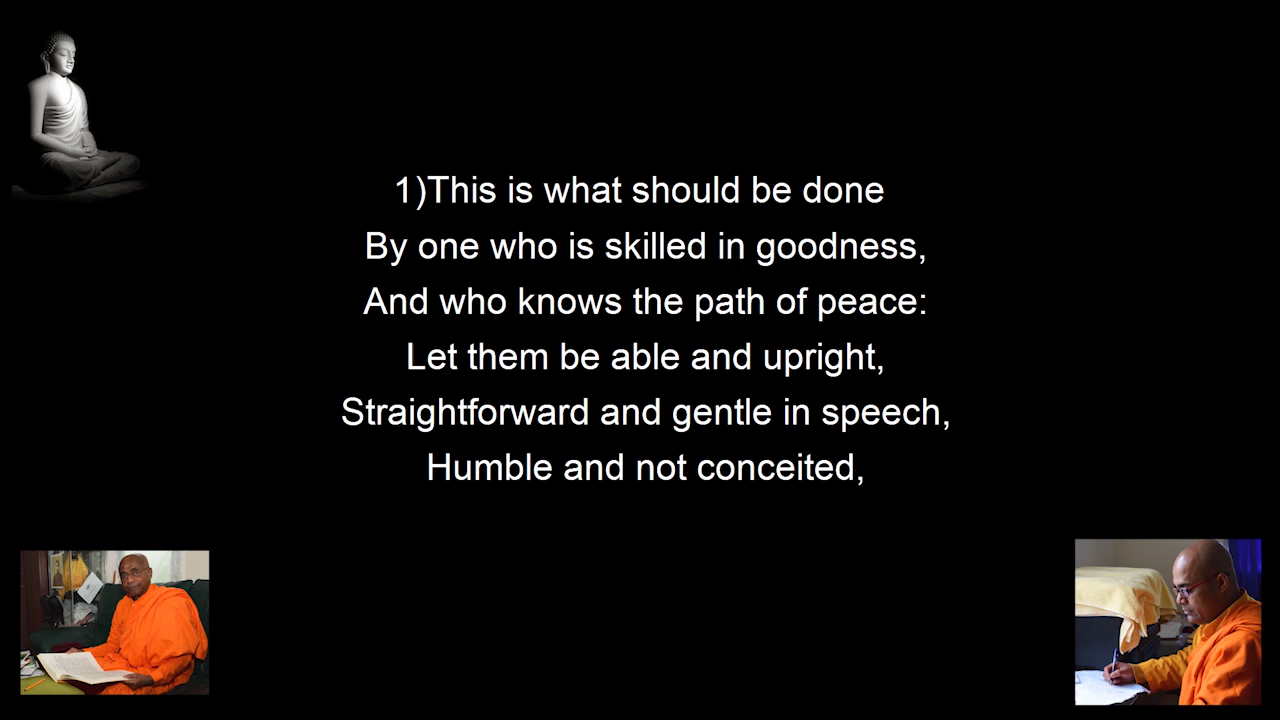 1)This is what should be done
By one who is skilled in goodness,
And who knows the path of peace:
Let them be able and upright,
Straightforward and gentle in speech,
Humble and not conceited,